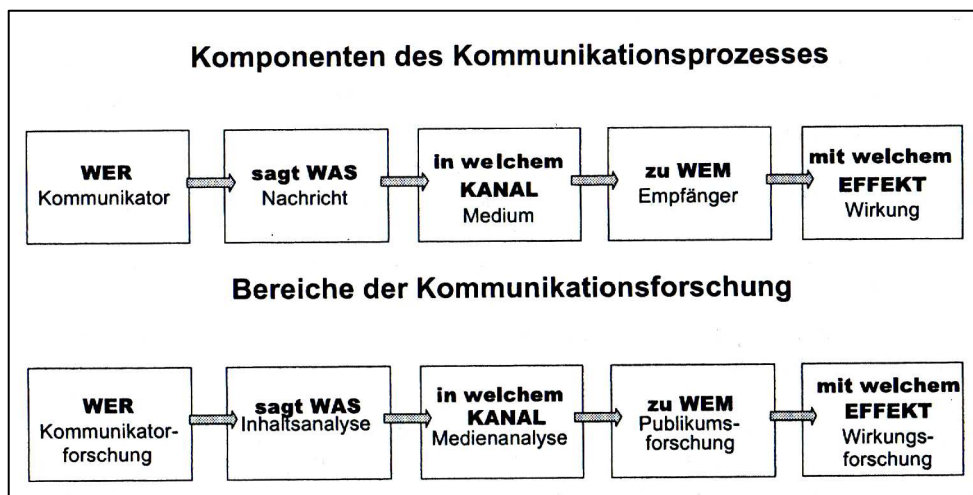 Komponenten des Kommunikationsprozesses
WER
Kommunikator
sagt WAS
Nachricht
in welchem
KANAL
Medium
zu WEM
Empfänger
mit welchem
EFFEKT
Wirkung
Bereiche der Kommunikationsforschung
WER
Kommunikator-
forschung
sagt WAS
Inhaltsanalyse
in welchem
KANAL
Medienanalyse
zu WEM
Publikums-
forschung
mit welchem
EFFEKT
Wirkungs-
forschung